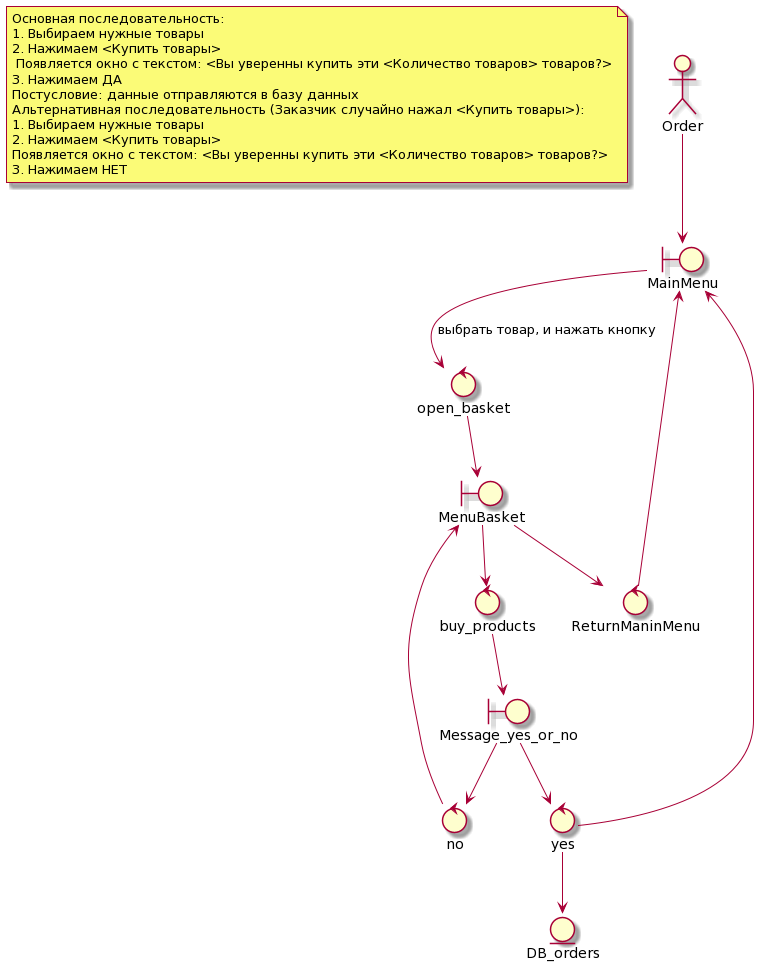 Основная последовательность:
1. Выбираем нужные товары
2. Нажимаем <Купить товары>
Появляется окно с текстом: <Вы уверенны купить эти <Количество товаров> товаров?>
3. Нажимаем ДА
Постусловие: данные отправляются в базу данных
Альтернативная последовательность (Заказчик случайно нажал <Купить товары>):
1. Выбираем нужные товары
2. Нажимаем <Купить товары>
Появляется окно с текстом: <Вы уверенны купить эти <Количество товаров> товаров?>
3. Нажимаем НЕТ
Order
MainMenu
выбрать товар, и нажать кнопку
open_basket
MenuBasket
buy_products
ReturnManinMenu
Message_yes_or_no
no
yes
DB_orders